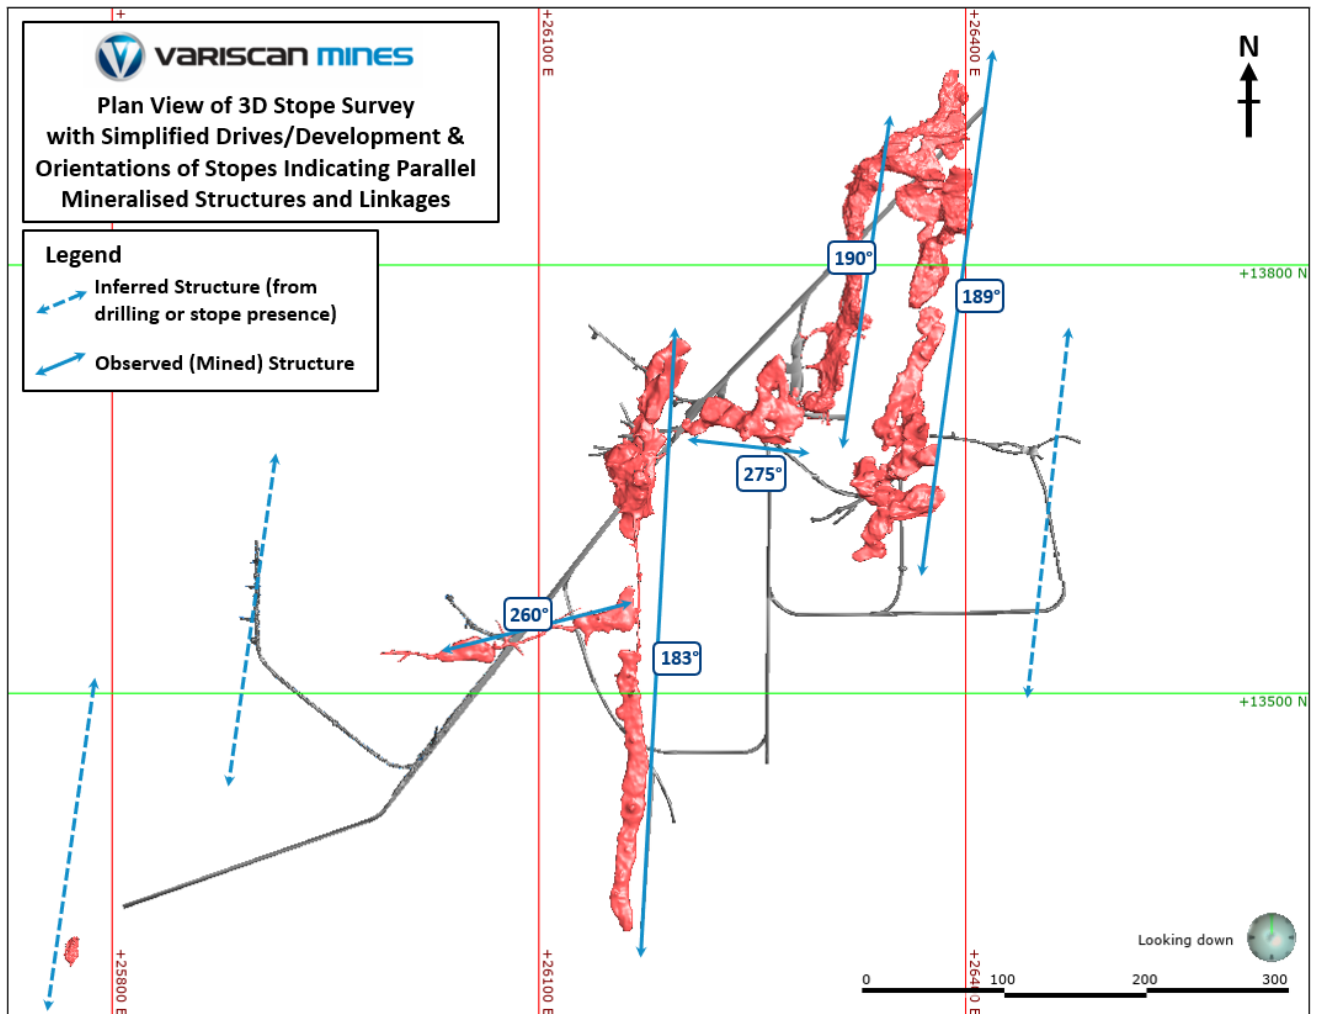 VARISCAN MINES
Plan View of 3D Stope Survey
with Simplified Drives/Development &
Orientations of Stopes Indicating Parallel
Mineralised Structures and Linkages
Legend
Inferred Structure (from
drilling or stope presence)
Observed (Mined) Structure
+
+26100 E
+26400 E
N
+13800 N
190°
189°
275°
260°
183°
+13500 N
+25800 E
+26100 E
+26400 E
Looking down
0 100 200 300